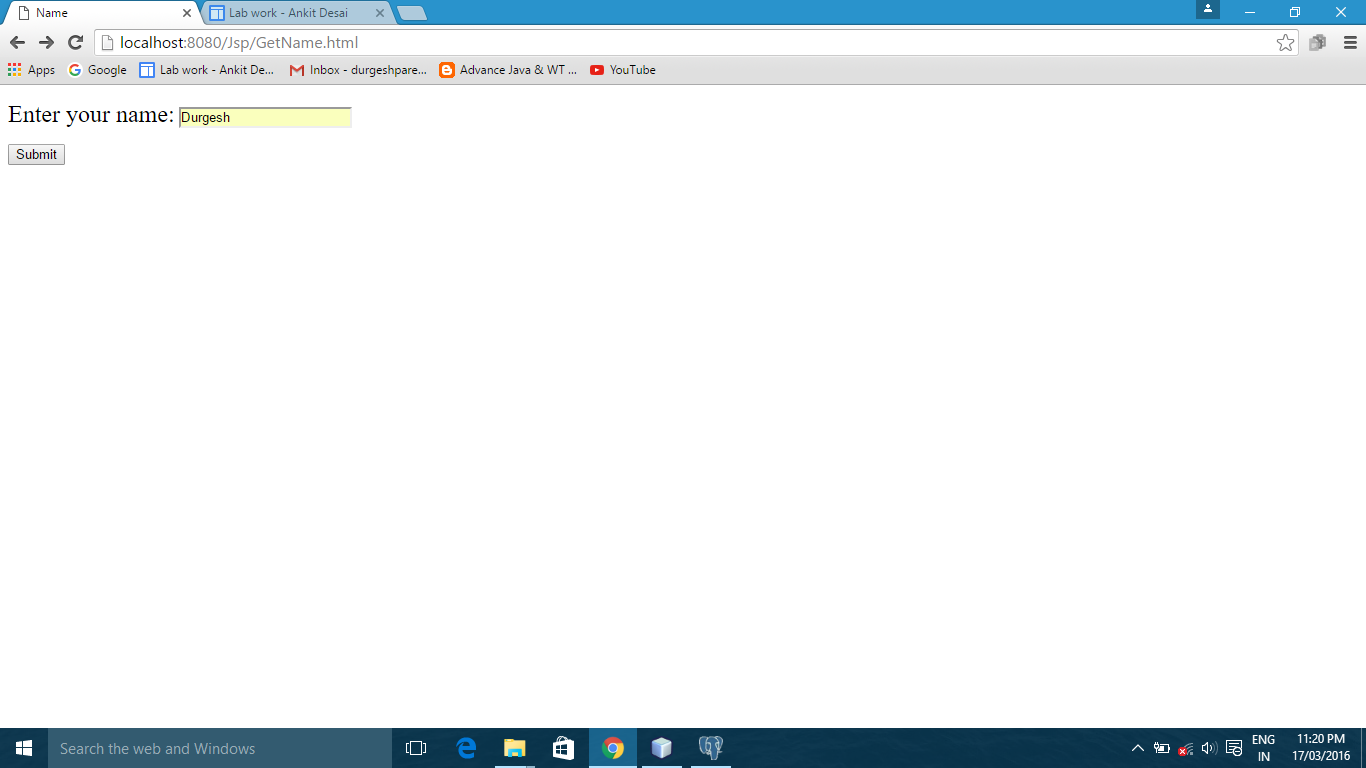 Name
Lab work - Ankit Desai
localhost:8080/Jsp/GetName.html
Apps
Google
Lab work - Ankit De...
Inbox - durgeshpare...
Advance Java & WT ...
YouTube
Enter your name: Durgesh
Submit
Search the web and Windows
ENG
IN
11:20 PM
17/03/2016